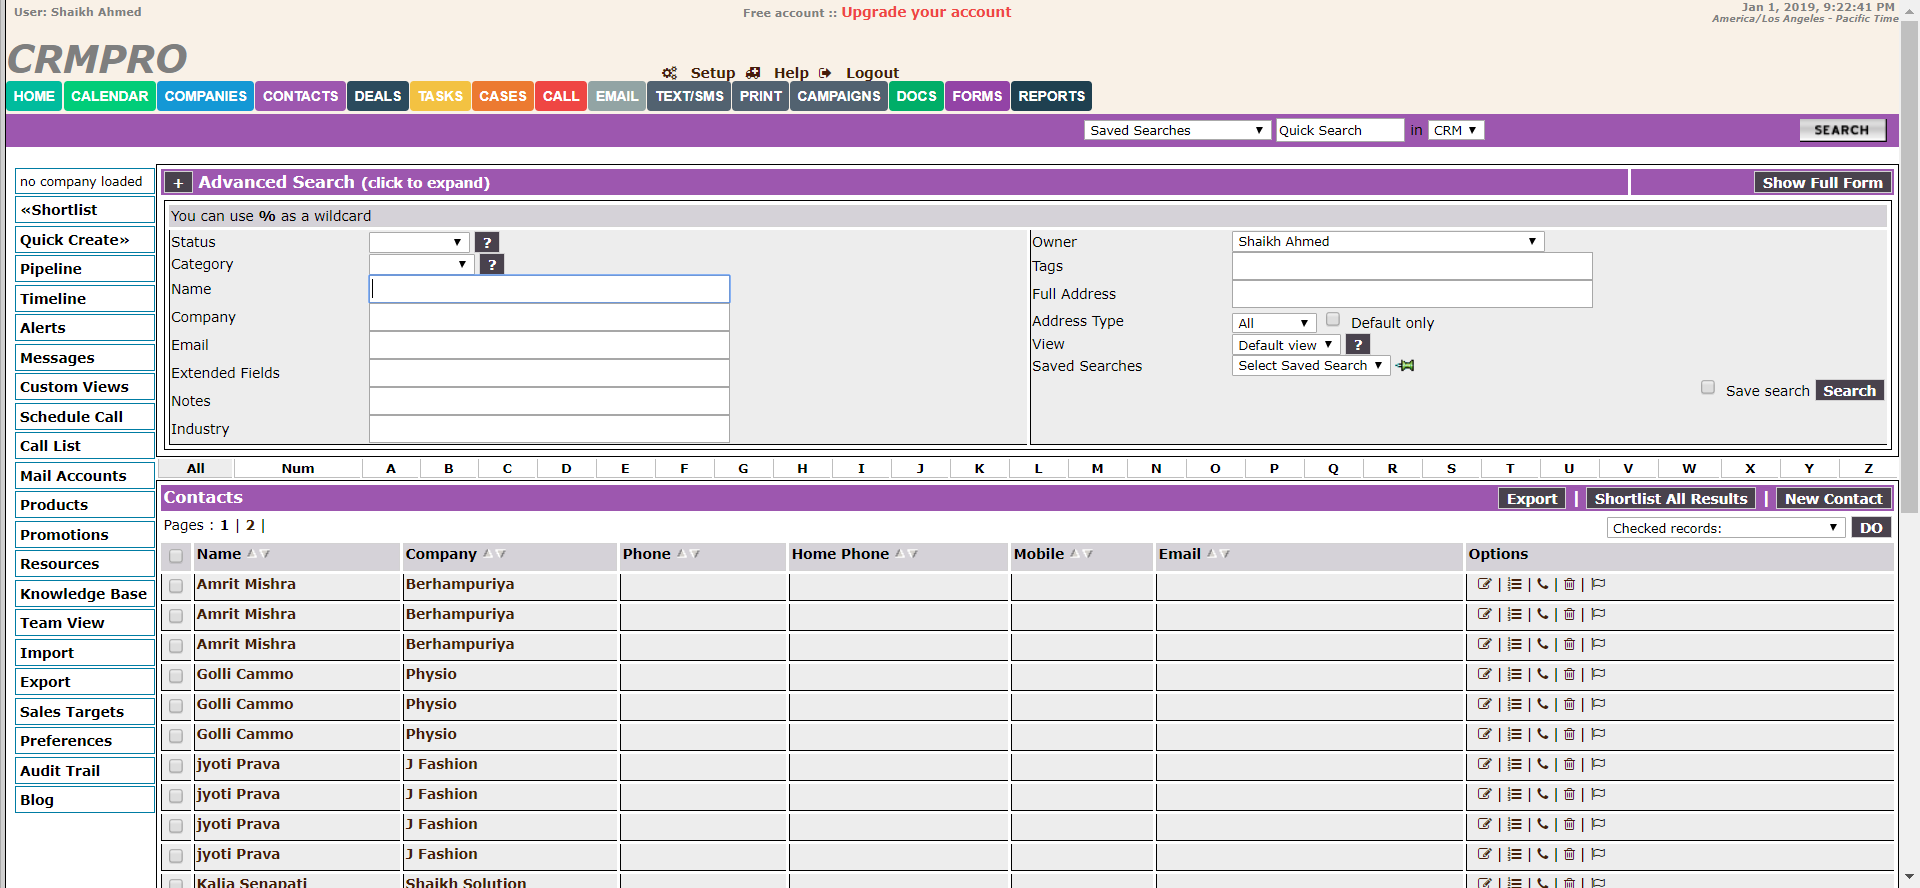 User: Shaikh Ahmed
Free account :: Upgrade your account
Jan 1, 2019, 9:22:41 PM
America/Los Angeles - Pacific Time
CRMPRO
Setup Help Logout
HOME CALENDAR COMPANIES CONTACTS DEALS TASKS CASES CALL EMAIL TEXT/SMS PRINT CAMPAIGNS DOCS FORMS REPORTS
Saved Searches Quick Search in CRM SEARCH
no company loaded
«Shortlist
Quick Create»
Pipeline
Timeline
Alerts
Messages
Custom Views
Schedule Call
Call List
Mail Accounts
Products
Promotions
Resources
Knowledge Base
Team View
Import
Export
Sales Targets
Preferences
Audit Trail
Blog
+ Advanced Search (click to expand) Show Full Form
You can use % as a wildcard
Status ?
Category ?
Name
Company
Email
Extended Fields
Notes
Industry
Owner Shaikh Ahmed
Tags
Full Address
Address Type All Default only
View Default view ?
Saved Searches Select Saved Search
Save search Search
All Num A B C D E F G H I J K L M N O P Q R S T U V W X Y Z
Contacts Export | Shortlist All Results | New Contact
Pages : 1 | 2 |
Checked records: DO
Name Company Phone Home Phone Mobile Email Options
Amrit Mishra Berhampuriya | | | |
Amrit Mishra Berhampuriya | | | |
Amrit Mishra Berhampuriya | | | |
Golli Cammo Physio | | | |
Golli Cammo Physio | | | |
Golli Cammo Physio | | | |
jyoti Prava J Fashion | | | |
jyoti Prava J Fashion | | | |
jyoti Prava J Fashion | | | |
jyoti Prava J Fashion | | | |
Kalia Senapati Shaikh Solution | | | |